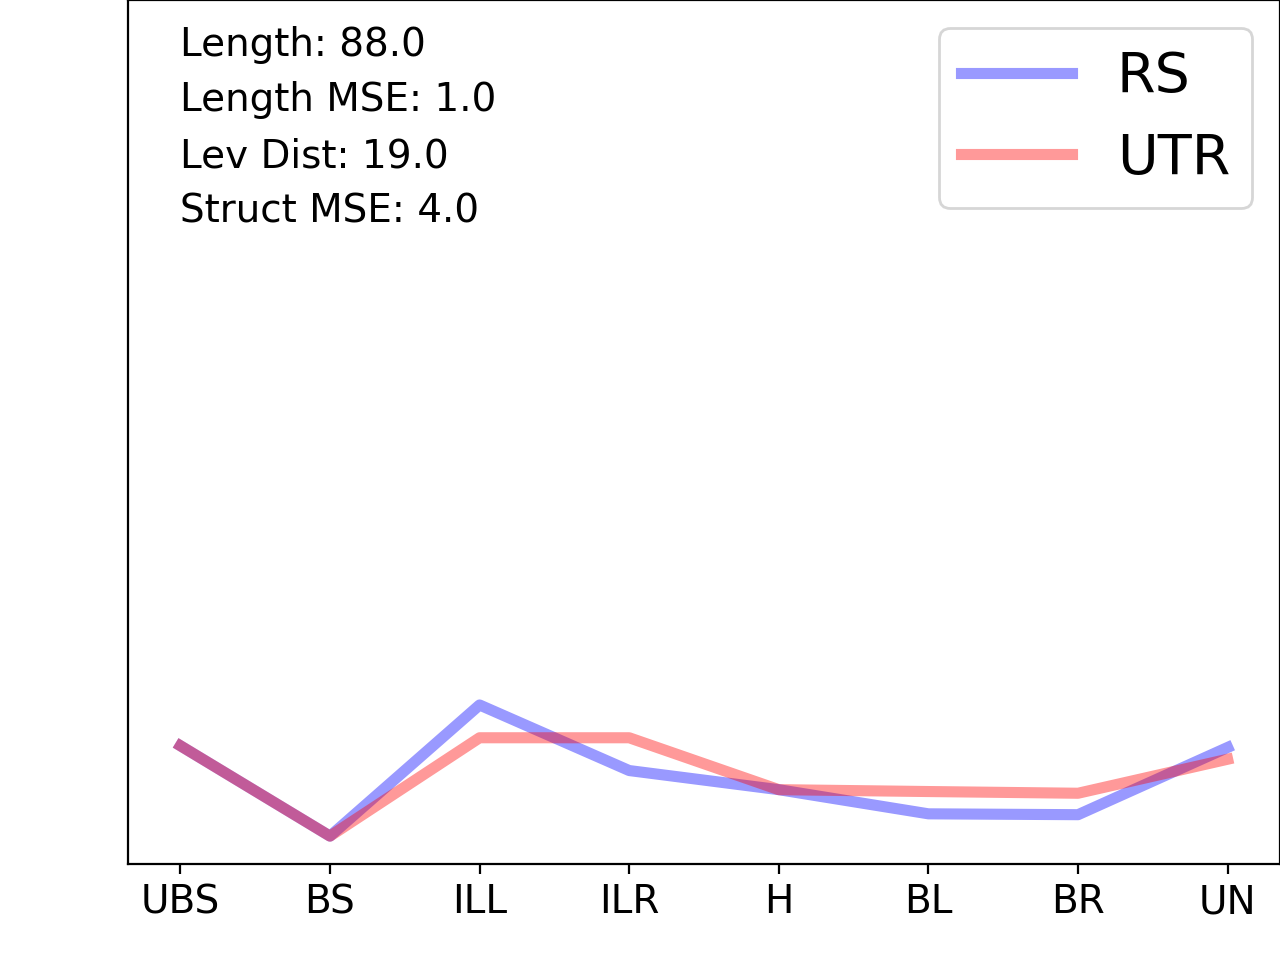 Length: 88.0
Length MSE: 1.0
Lev Dist: 19.0
Struct MSE: 4.0
RS
UTR
UBS BS ILL ILR H BL BR UN